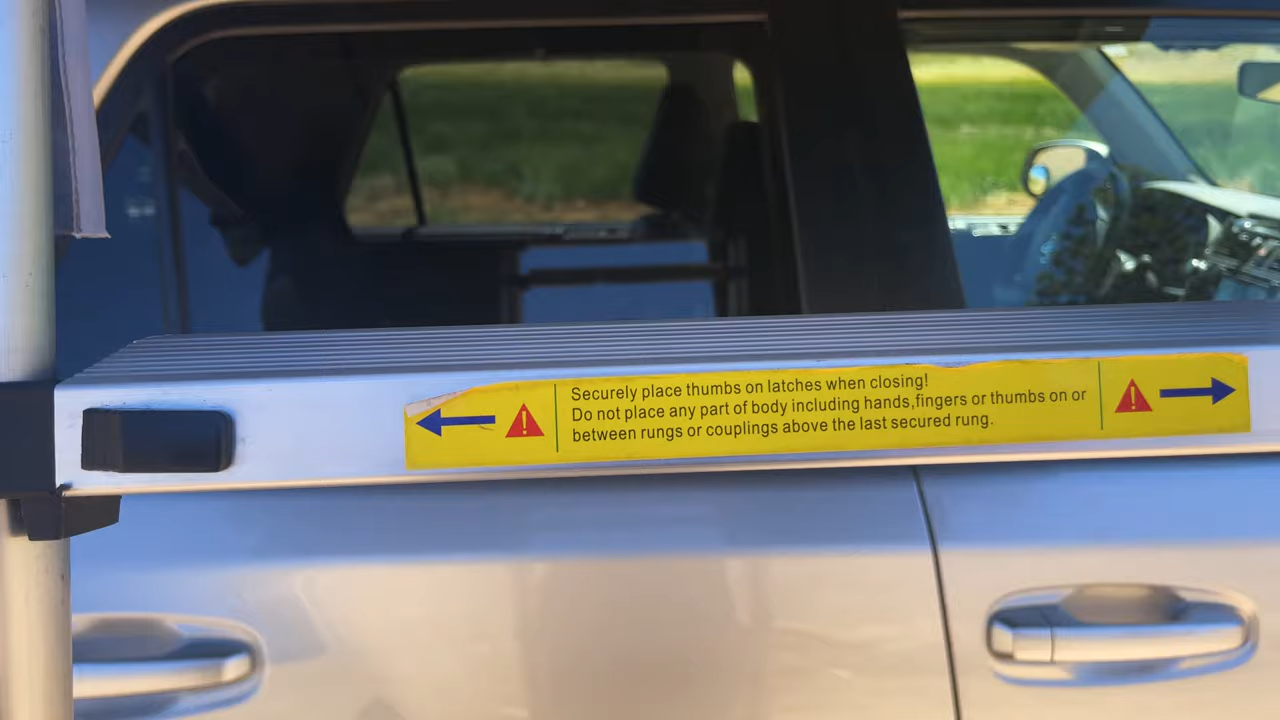 Securely place thumbs on latches when closing!
Do not place any part of body including hands,fingers or thumbs on or
between rungs or couplings above the last secured rung.